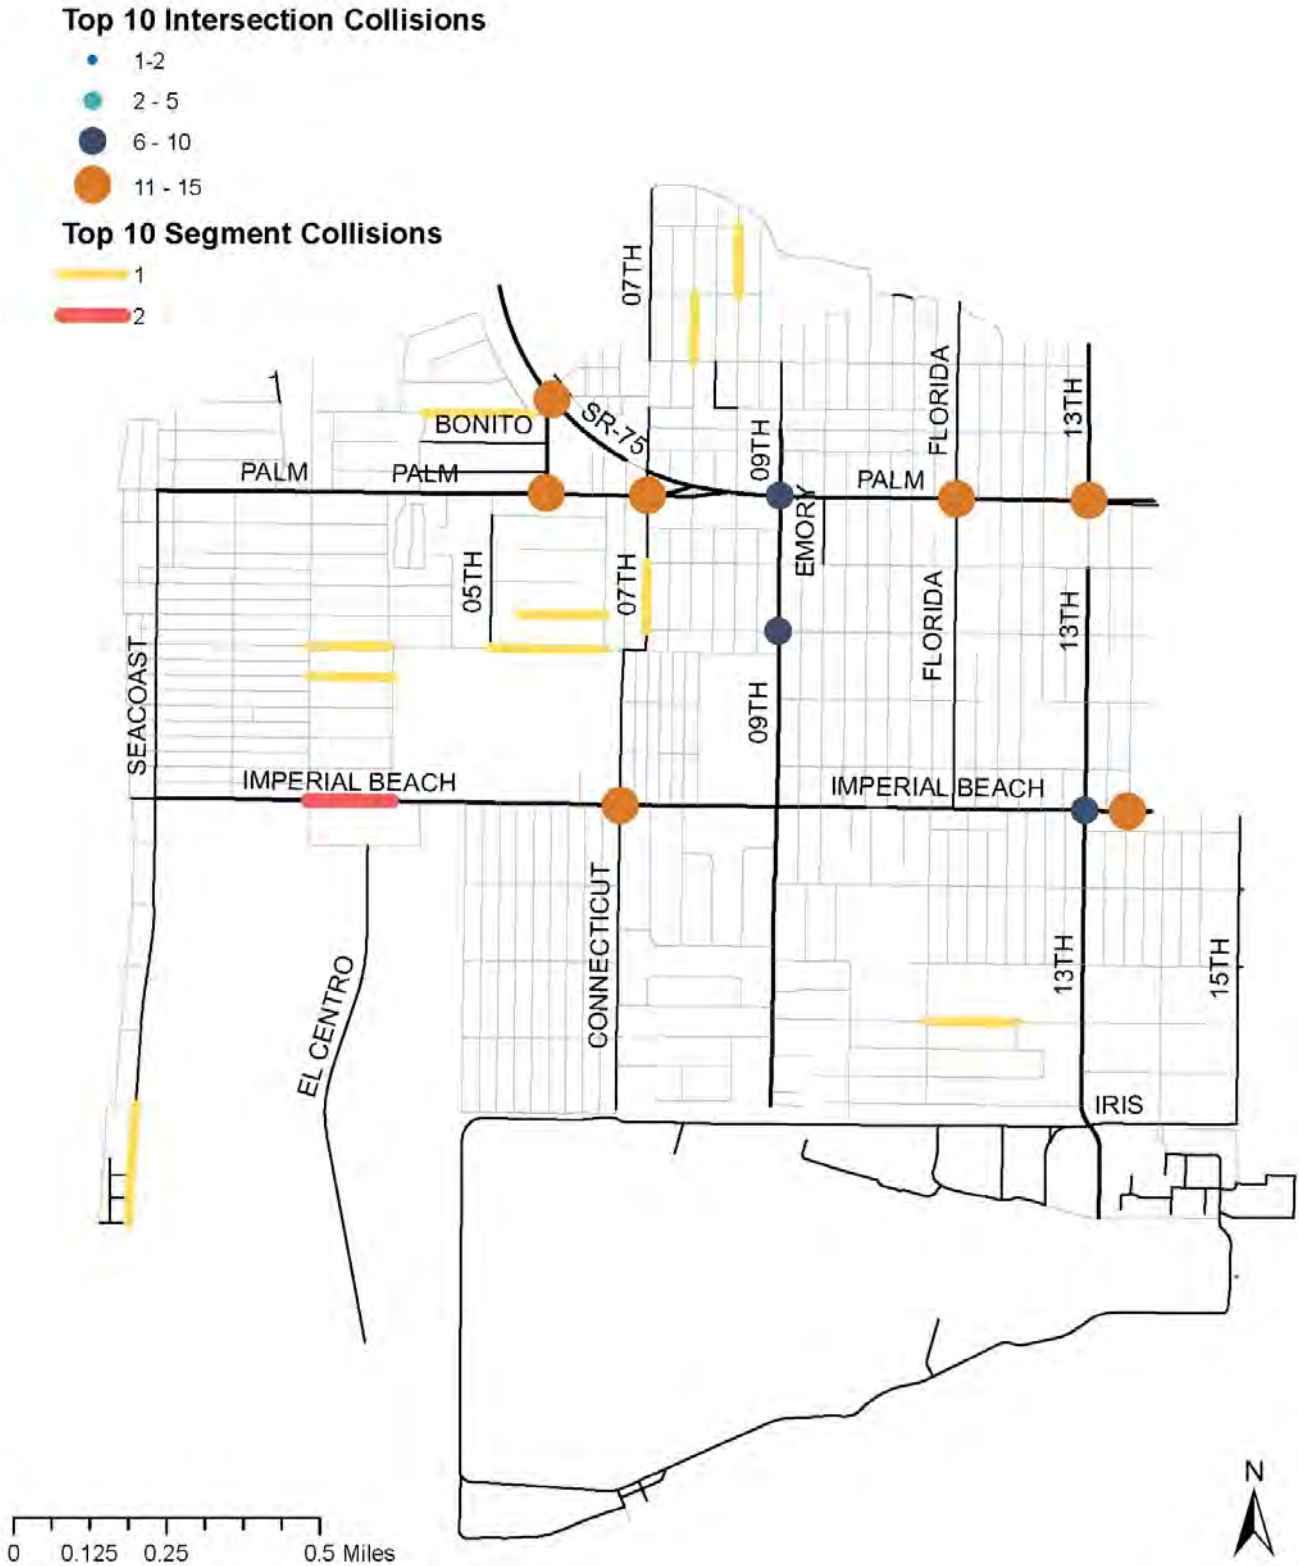 Top 10 Intersection Collisions
1-2
2 - 5
6 - 10
11 - 15
Top 10 Segment Collisions
1
2
07TH
FLORIDA
13TH
BONITO
SR-75
09TH
PALM
PALM
PALM
EMORY
05TH
07TH
FLORIDA
13TH
SEACOAST
09TH
IMPERIAL BEACH
IMPERIAL BEACH
CONNECTICUT
EL CENTRO
13TH
15TH
IRIS
N
0 0.125 0.25 0.5 Miles